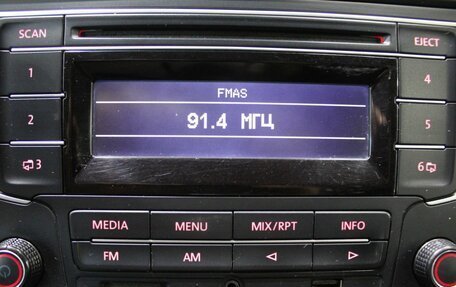 SCAN
EJECT
FMAS
1
4
91.4 МГЦ
2
5
3
6
MEDIA
MENU
MIX/RPT
INFO
FM
AM